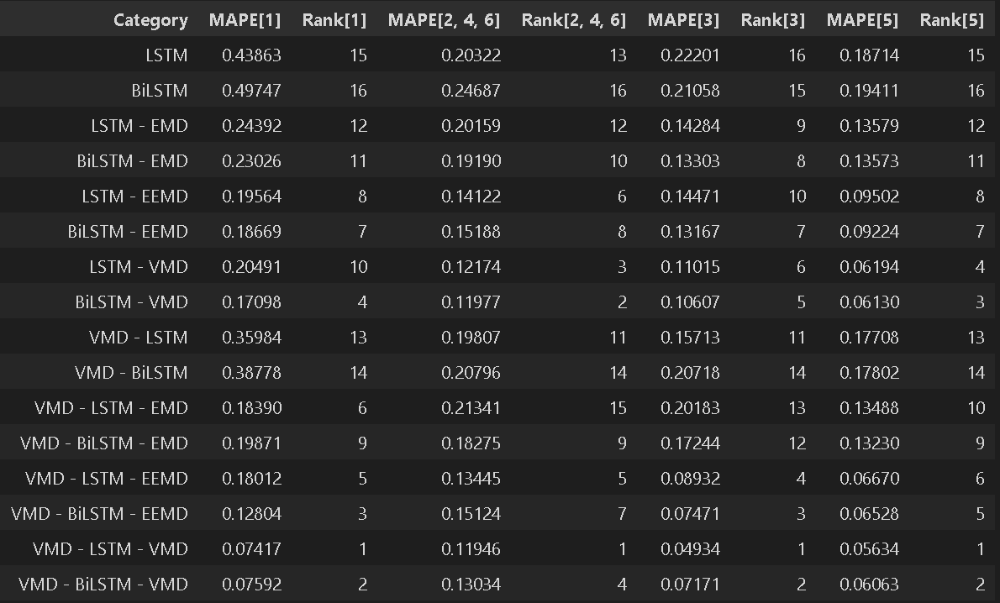 Category MAPE[1] Rank[1] MAPE[2, 4, 6] Rank[2, 4, 6] MAPE[3] Rank[3] MAPE[5] Rank[5]
LSTM 0.43863 15 0.20322 13 0.22201 16 0.18714 15
BiLSTM 0.49747 16 0.24687 16 0.21058 15 0.19411 16
LSTM - EMD 0.24392 12 0.20159 12 0.14284 9 0.13579 12
BiLSTM - EMD 0.23026 11 0.19190 10 0.13303 8 0.13573 11
LSTM - EEMD 0.19564 8 0.14122 6 0.14471 10 0.09502 8
BiLSTM - EEMD 0.18669 7 0.15188 8 0.13167 7 0.09224 7
LSTM - VMD 0.20491 10 0.12174 3 0.11015 6 0.06194 4
BiLSTM - VMD 0.17098 4 0.11977 2 0.10607 5 0.06130 3
VMD - LSTM 0.35984 13 0.19807 11 0.15713 11 0.17708 13
VMD - BiLSTM 0.38778 14 0.20796 14 0.20718 14 0.17802 14
VMD - LSTM - EMD 0.18390 6 0.21341 15 0.20183 13 0.13488 10
VMD - BiLSTM - EMD 0.19871 9 0.18275 9 0.17244 12 0.13230 9
VMD - LSTM - EEMD 0.18012 5 0.13445 5 0.08932 4 0.06670 6
VMD - BiLSTM - EEMD 0.12804 3 0.15124 7 0.07471 3 0.06528 5
VMD - LSTM - VMD 0.07417 1 0.11946 1 0.04934 1 0.05634 1
VMD - BiLSTM - VMD 0.07592 2 0.13034 4 0.07171 2 0.06063 2